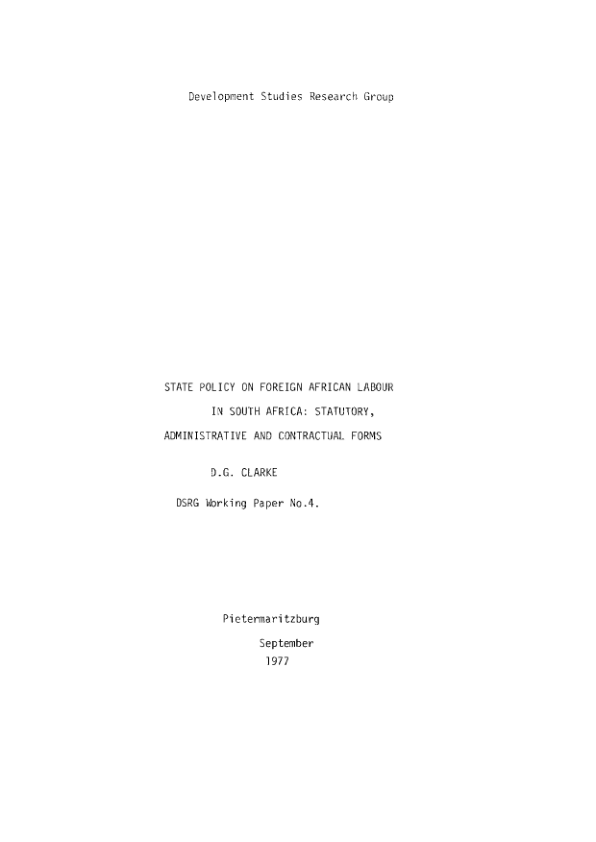 Development Studies Research Group
STATE POLICY ON FOREIGN AFRICAN LABOUR
IN SOUTH AFRICA: STATUTORY,
ADMINISTRATIVE AND CONTRACTUAL FORMS
D.G. CLARKE
DSRG Working Paper No.4.
Pietermaritzburg
September
1977